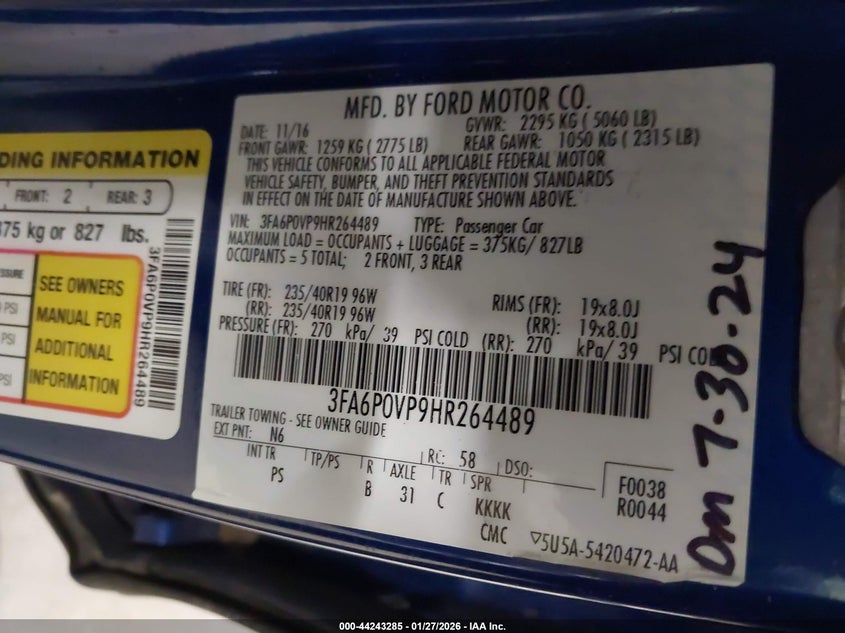 MFD. BY FORD MOTOR CO.
DATE: 11/16 GVWR: 2295 KG ( 5060 LB)
FRONT GAWR: 1259 KG ( 2775 LB) REAR GAWR: 1050 KG ( 2315 LB)
THIS VEHICLE CONFORMS TO ALL APPLICABLE FEDERAL MOTOR
VEHICLE SAFETY, BUMPER, AND THEFT PREVENTION STANDARDS
IN EFFECT ON THE DATE OF MANUFACTURE SHOWN ABOVE.
VIN: 3FA6P0VP9HR264489 TYPE: Passenger Car
MAXIMUM LOAD = OCCUPANTS + LUGGAGE = 375KG/ 827LB
OCCUPANTS = 5 TOTAL; 2 FRONT, 3 REAR
TIRE (FR): 235/40R19 96W RIMS (FR): 19x8.0J
(RR): 235/40R19 96W (RR): 19x8.0J
PRESSURE (FR): 270 kPa/ 39 PSI COLD (RR): 270 kPa/ 39 PSI COLD
3FA6P0VP9HR264489
TRAILER TOWING - SEE OWNER GUIDE
EXT PNT: N6 RC: 58 DSO:
INT TR TP/PS R AXLE TR SPR F0038
PS B 31 C KKKK R0044
CMC ▽5U5A-5420472-AA
DM 7-30-24
DING INFORMATION
FRONT: 2 REAR: 3
375 kg or 827 lbs.
SSURE
PSI
PSI
PSI
SEE OWNERS
MANUAL FOR
ADDITIONAL
INFORMATION
3FA6P0VP9HR264489
000-44243285 - 01/27/2026 - IAA Inc.